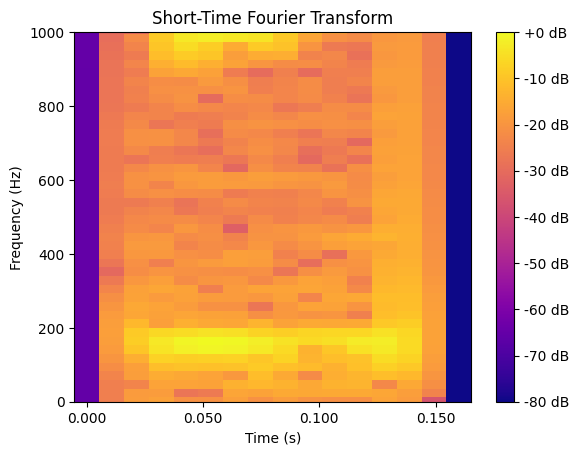 Short-Time Fourier Transform
1000
800
600
400
200
0
Frequency (Hz)
0.000
0.050
0.100
0.150
Time (s)
+0 dB
-10 dB
-20 dB
-30 dB
-40 dB
-50 dB
-60 dB
-70 dB
-80 dB